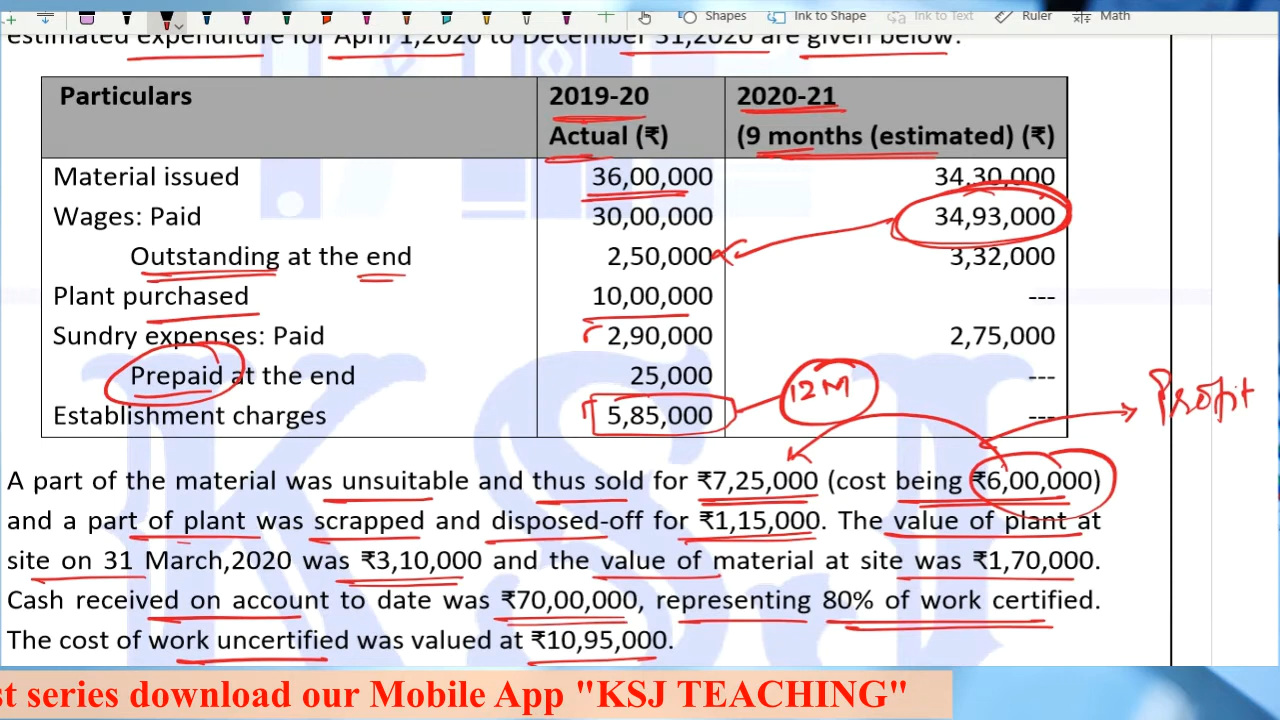 Shapes Ink to Shape Ink to Text Ruler Math
estimated expenditure for April 1,2020 to December 31,2020 are given below:
Particulars 2019-20 2020-21
Actual (₹) (9 months (estimated) (₹)
Material issued 36,00,000 34,30,000
Wages: Paid 30,00,000 34,93,000
Outstanding at the end 2,50,000 3,32,000
Plant purchased 10,00,000 ---
Sundry expenses: Paid 2,90,000 2,75,000
Prepaid at the end 25,000 ---
12 M
Profit
Establishment charges 5,85,000 ---
A part of the material was unsuitable and thus sold for ₹7,25,000 (cost being ₹6,00,000)
and a part of plant was scrapped and disposed-off for ₹1,15,000. The value of plant at
site on 31 March,2020 was ₹3,10,000 and the value of material at site was ₹1,70,000.
Cash received on account to date was ₹70,00,000, representing 80% of work certified.
The cost of work uncertified was valued at ₹10,95,000.
st series download our Mobile App "KSJ TEACHING"
KSJ